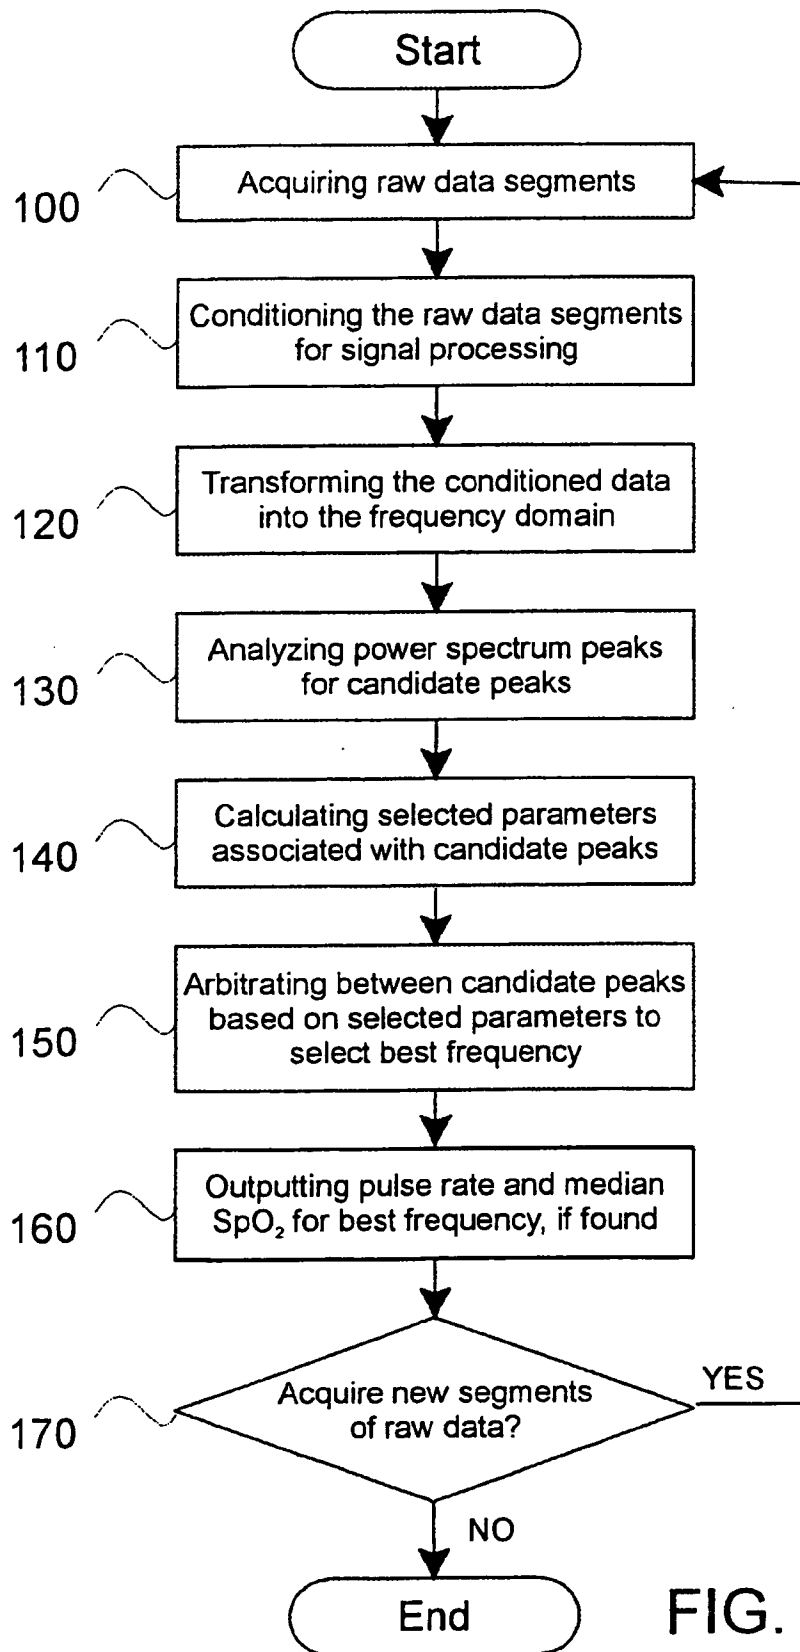 Start
100
Acquiring raw data segments
110
Conditioning the raw data segments
for signal processing
120
Transforming the conditioned data
into the frequency domain
130
Analyzing power spectrum peaks
for candidate peaks
140
Calculating selected parameters
associated with candidate peaks
150
Arbitrating between candidate peaks
based on selected parameters to
select best frequency
160
Outputting pulse rate and median
SpO₂ for best frequency, if found
170
Acquire new segments
of raw data?
YES
NO
End
FIG.